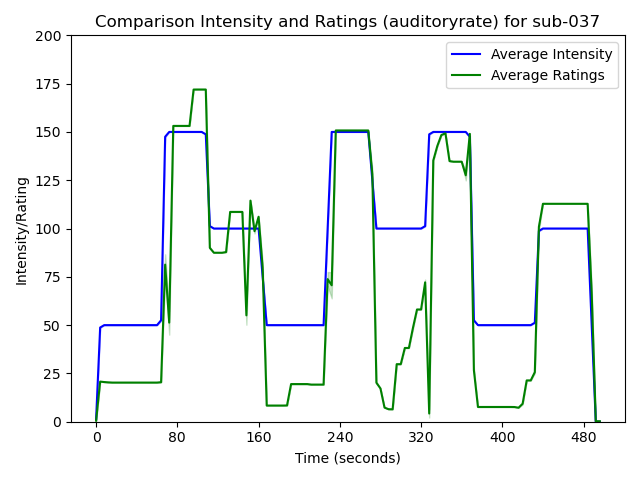 Comparison Intensity and Ratings (auditoryrate) for sub-037
Average Intensity
Average Ratings
Intensity/Rating
200
175
150
125
100
75
50
25
0
0 80 160 240 320 400 480
Time (seconds)